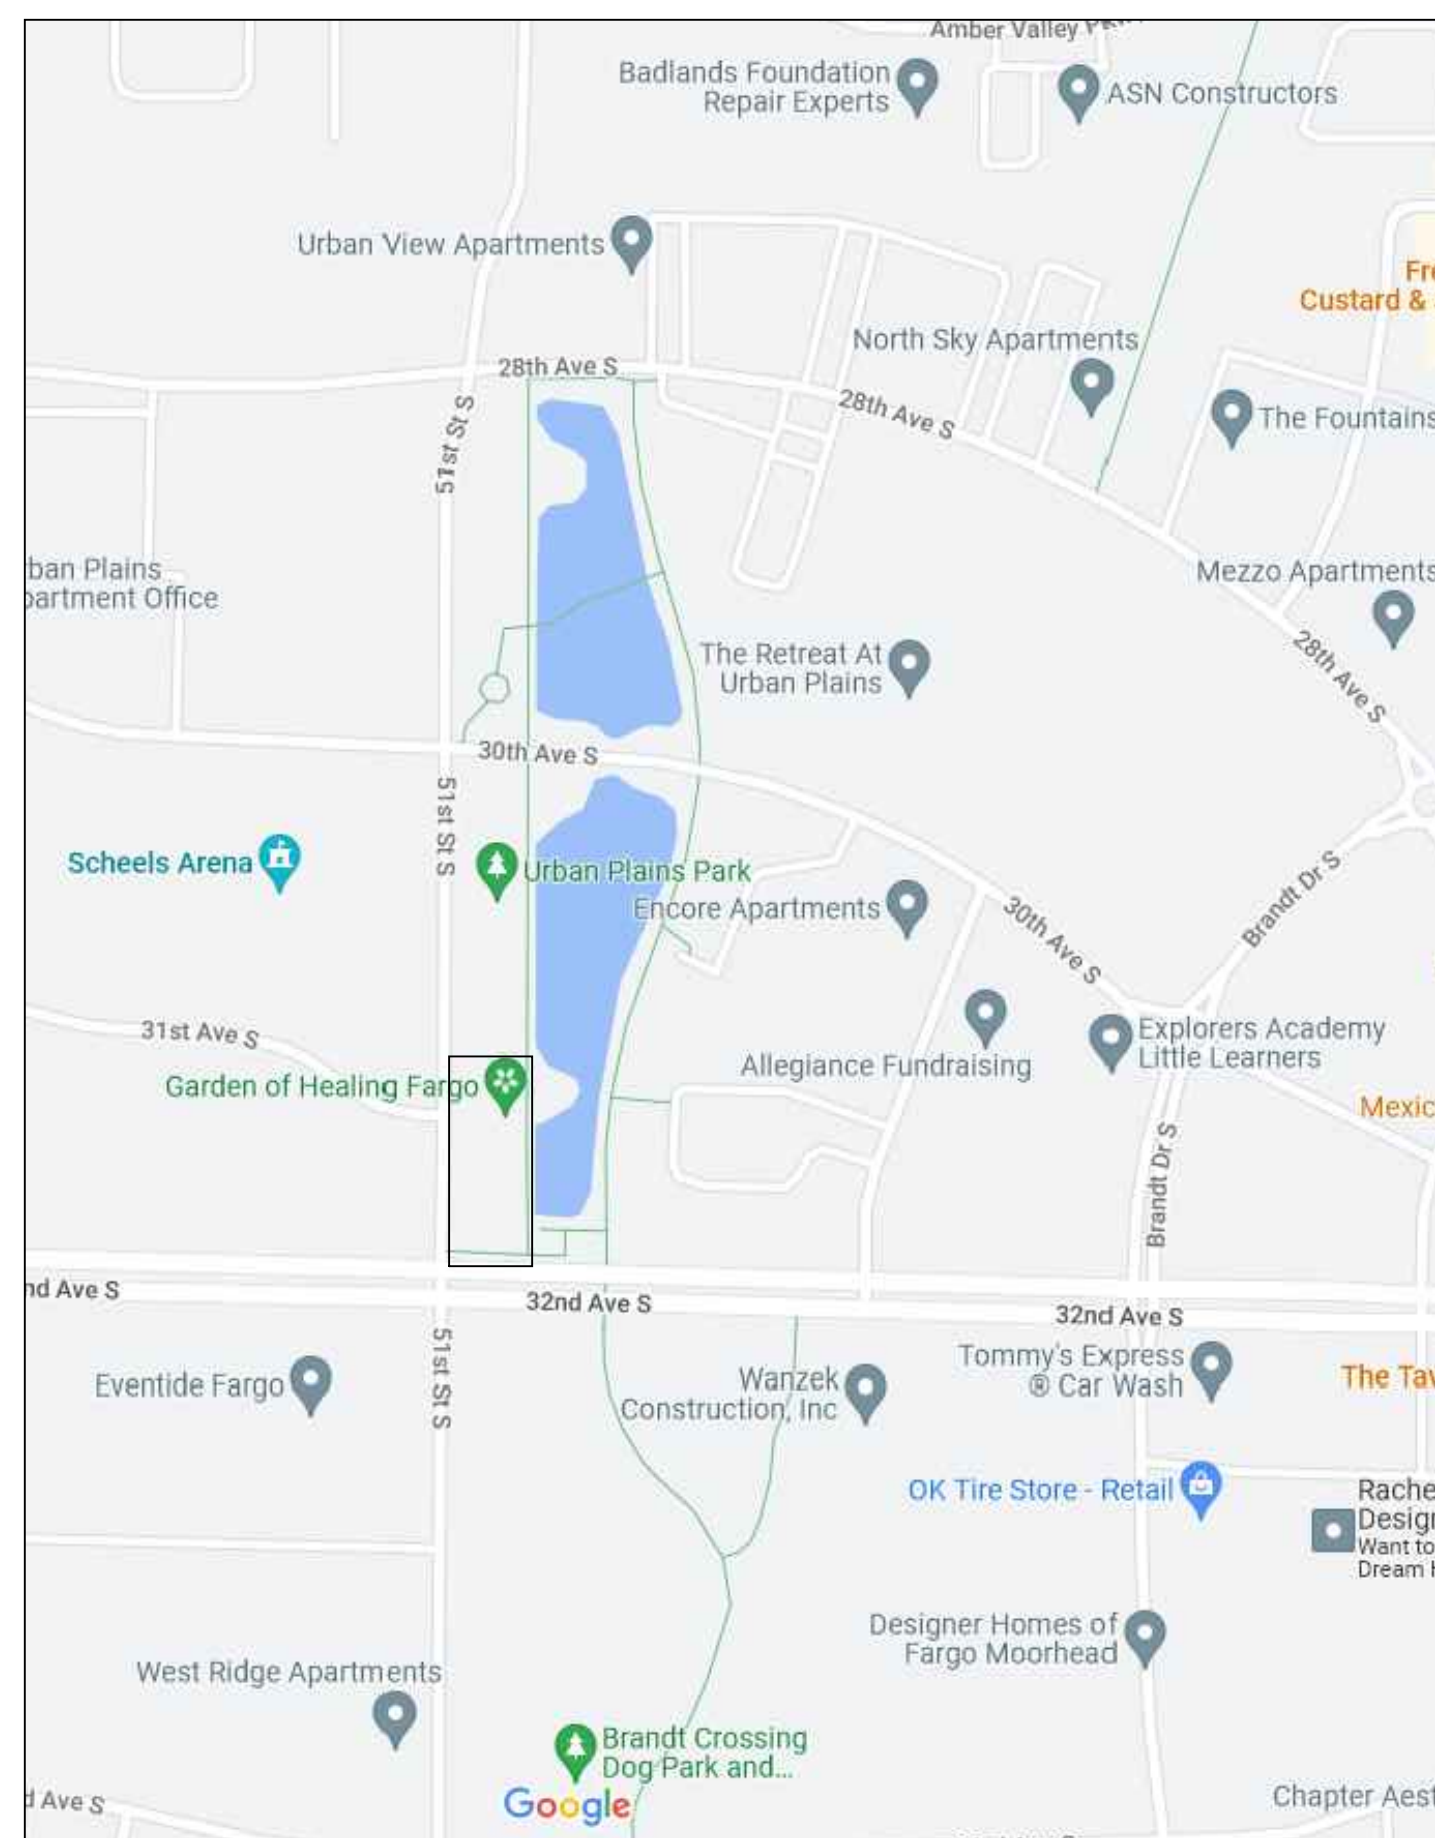 Amber Valley
Badlands Foundation
Repair Experts
ASN Constructors
Urban View Apartments
Fre
Custard &
North Sky Apartments
28th Ave S
28th Ave S
The Fountains
51st St S
ban Plains
partment Office
Mezzo Apartments
28th Ave S
The Retreat At
Urban Plains
30th Ave S
51st St S
Scheels Arena
Urban Plains Park
Encore Apartments
Brandt Dr S
30th Ave S
31st Ave S
Explorers Academy
Little Learners
Allegiance Fundraising
Garden of Healing Fargo
Mexic
Brandt Dr S
nd Ave S
32nd Ave S
32nd Ave S
51st St S
Eventide Fargo
Wanzek
Construction, Inc
Tommy's Express
® Car Wash
The Tav
OK Tire Store - Retail
Rache
Design
Want to
Dream H
Designer Homes of
Fargo Moorhead
West Ridge Apartments
Brandt Crossing
Dog Park and...
Google
d Ave S
Chapter Aest